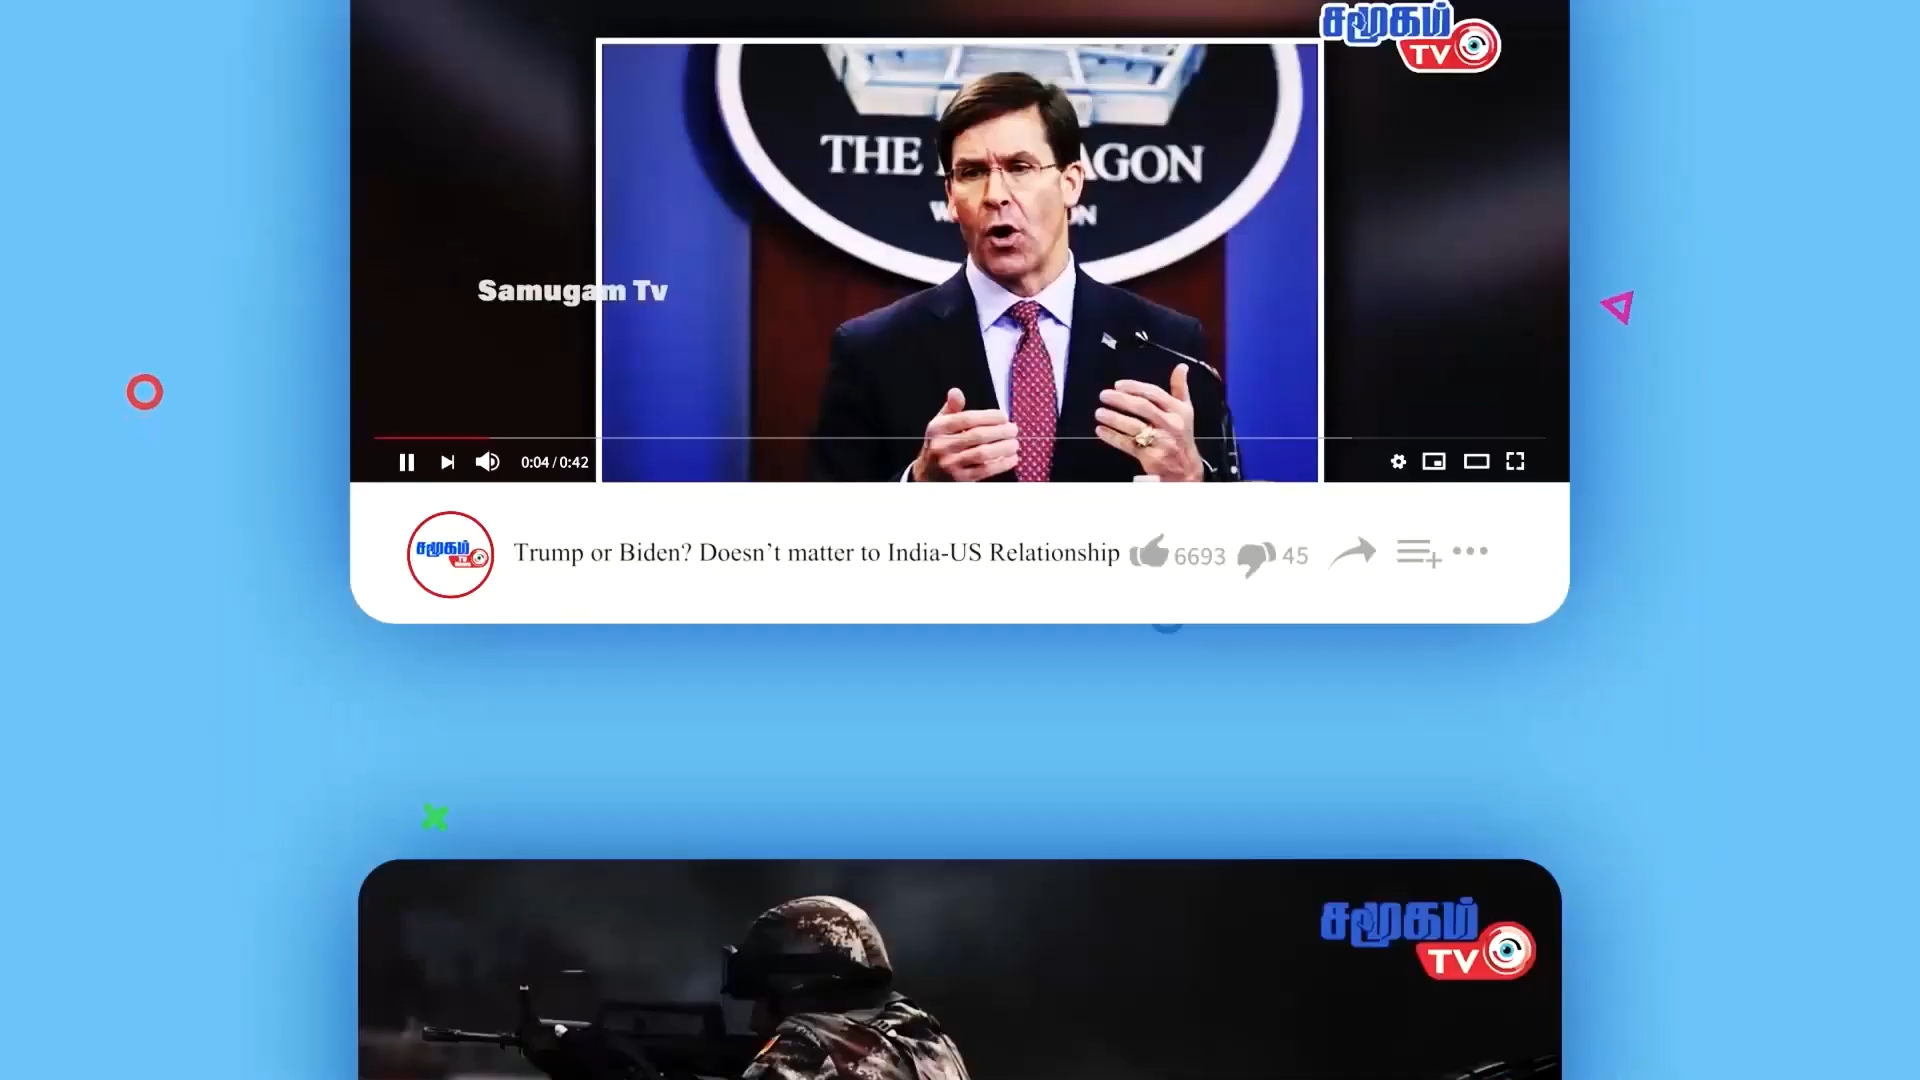 சமூகம்
TV
THE AGON
Samugam Tv
0:04 / 0:42
சமூகம்
Trump or Biden? Doesn't matter to India-US Relationship
6693
45
சமூகம்
TV